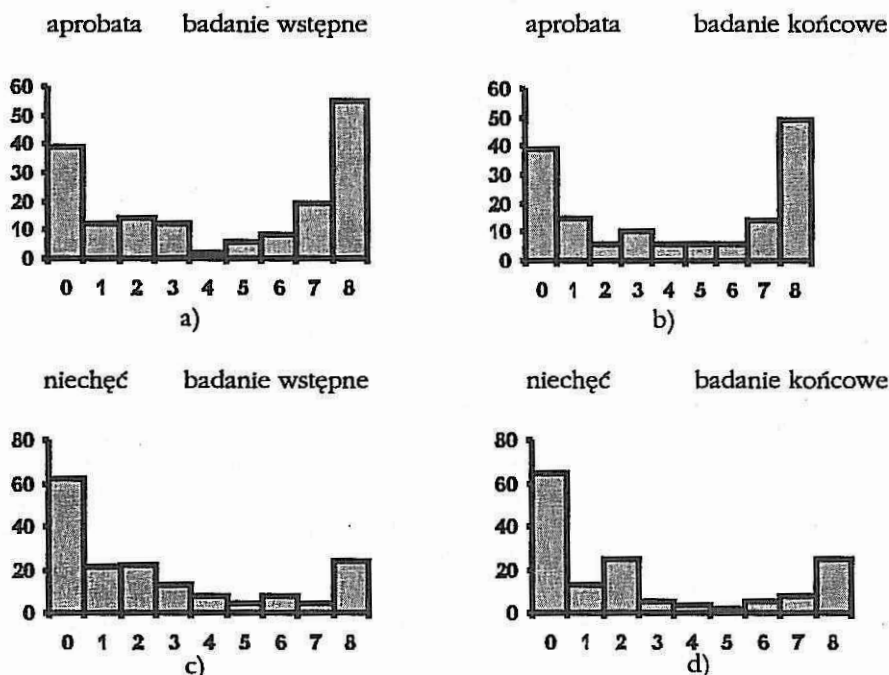 aprobata badanie wstępne
60
50
40
30
20
10
0
0 1 2 3 4 5 6 7 8
a)
aprobata badanie końcowe
60
50
40
30
20
10
0
0 1 2 3 4 5 6 7 8
b)
niechęć badanie wstępne
80
60
40
20
0
0 1 2 3 4 5 6 7 8
c)
niechęć badanie końcowe
80
60
40
20
0
0 1 2 3 4 5 6 7 8
d)